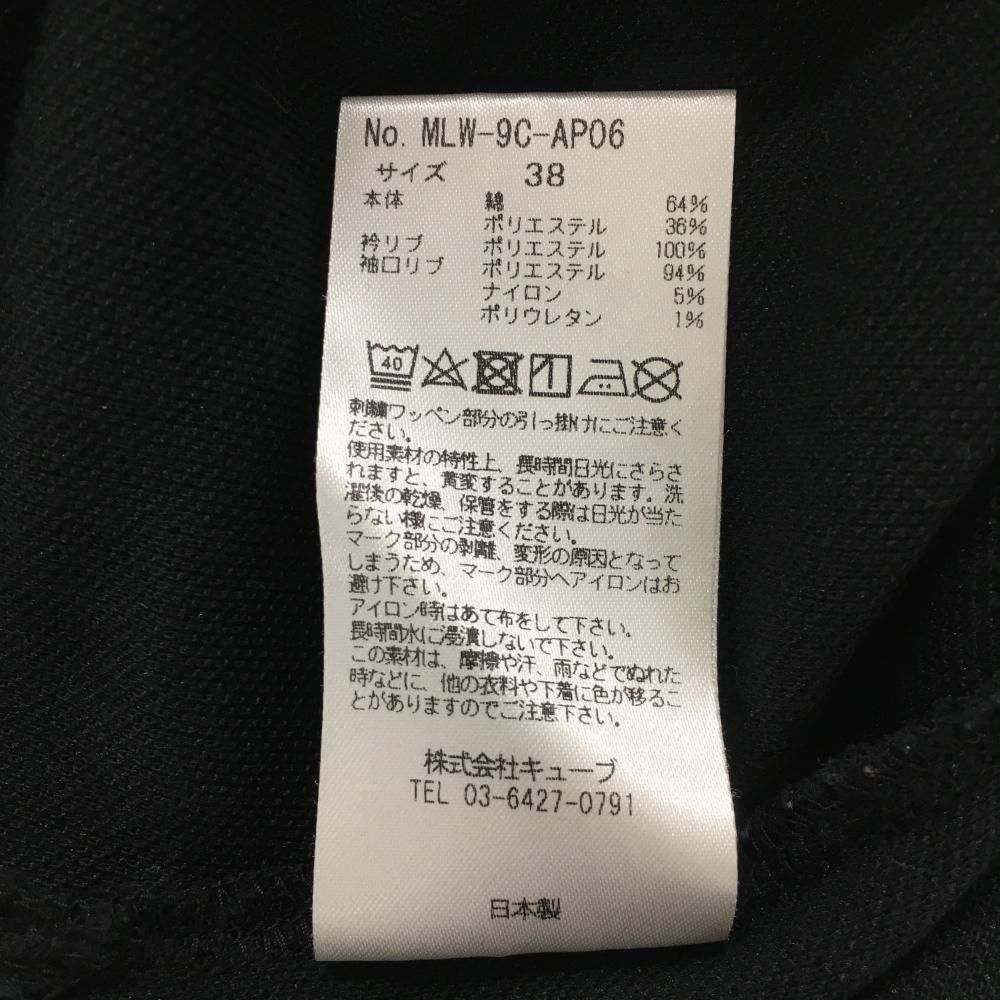 No. MLW-9C-AP06
サイズ 38
本体 綿 64%
ポリエステル 36%
衿リブ ポリエステル 100%
袖口リブ ポリエステル 94%
ナイロン 5%
ポリウレタン 1%
40
刺繍ワッペン部分の引っ掛けにご注意く
ださい。
使用素材の特性上、長時間日光にさらさ
れますと、黄変することがあります。洗
濯後の乾燥、保管をする際は日光が当た
らない様にご注意ください。
マーク部分の剥離、変形の原因となって
しまうため、マーク部分へアイロンはお
避け下さい。
アイロン時はあて布をして下さい。
長時間水に浸漬しないで下さい。
この素材は、摩擦や汗、雨などでぬれた
時などに、他の衣料や下着に色が移るこ
とがありますのでご注意下さい。
株式会社キューブ
TEL 03-6427-0791
日本製